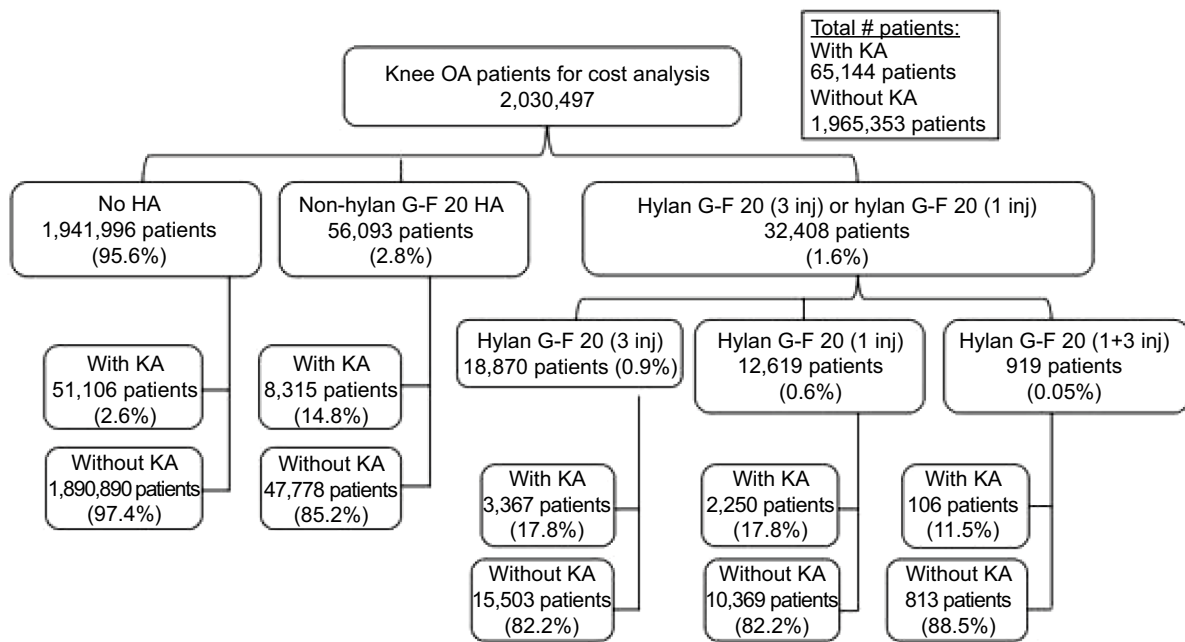 Total # patients:
With KA
65,144 patients
Without KA
1,965,353 patients
Knee OA patients for cost analysis
2,030,497
No HA
1,941,996 patients
(95.6%)
Non-hylan G-F 20 HA
56,093 patients
(2.8%)
Hylan G-F 20 (3 inj) or hylan G-F 20 (1 inj)
32,408 patients
(1.6%)
Hylan G-F 20 (3 inj)
18,870 patients (0.9%)
Hylan G-F 20 (1 inj)
12,619 patients
(0.6%)
Hylan G-F 20 (1+3 inj)
919 patients
(0.05%)
With KA
51,106 patients
(2.6%)
With KA
8,315 patients
(14.8%)
Without KA
1,890,890 patients
(97.4%)
Without KA
47,778 patients
(85.2%)
With KA
3,367 patients
(17.8%)
With KA
2,250 patients
(17.8%)
With KA
106 patients
(11.5%)
Without KA
15,503 patients
(82.2%)
Without KA
10,369 patients
(82.2%)
Without KA
813 patients
(88.5%)